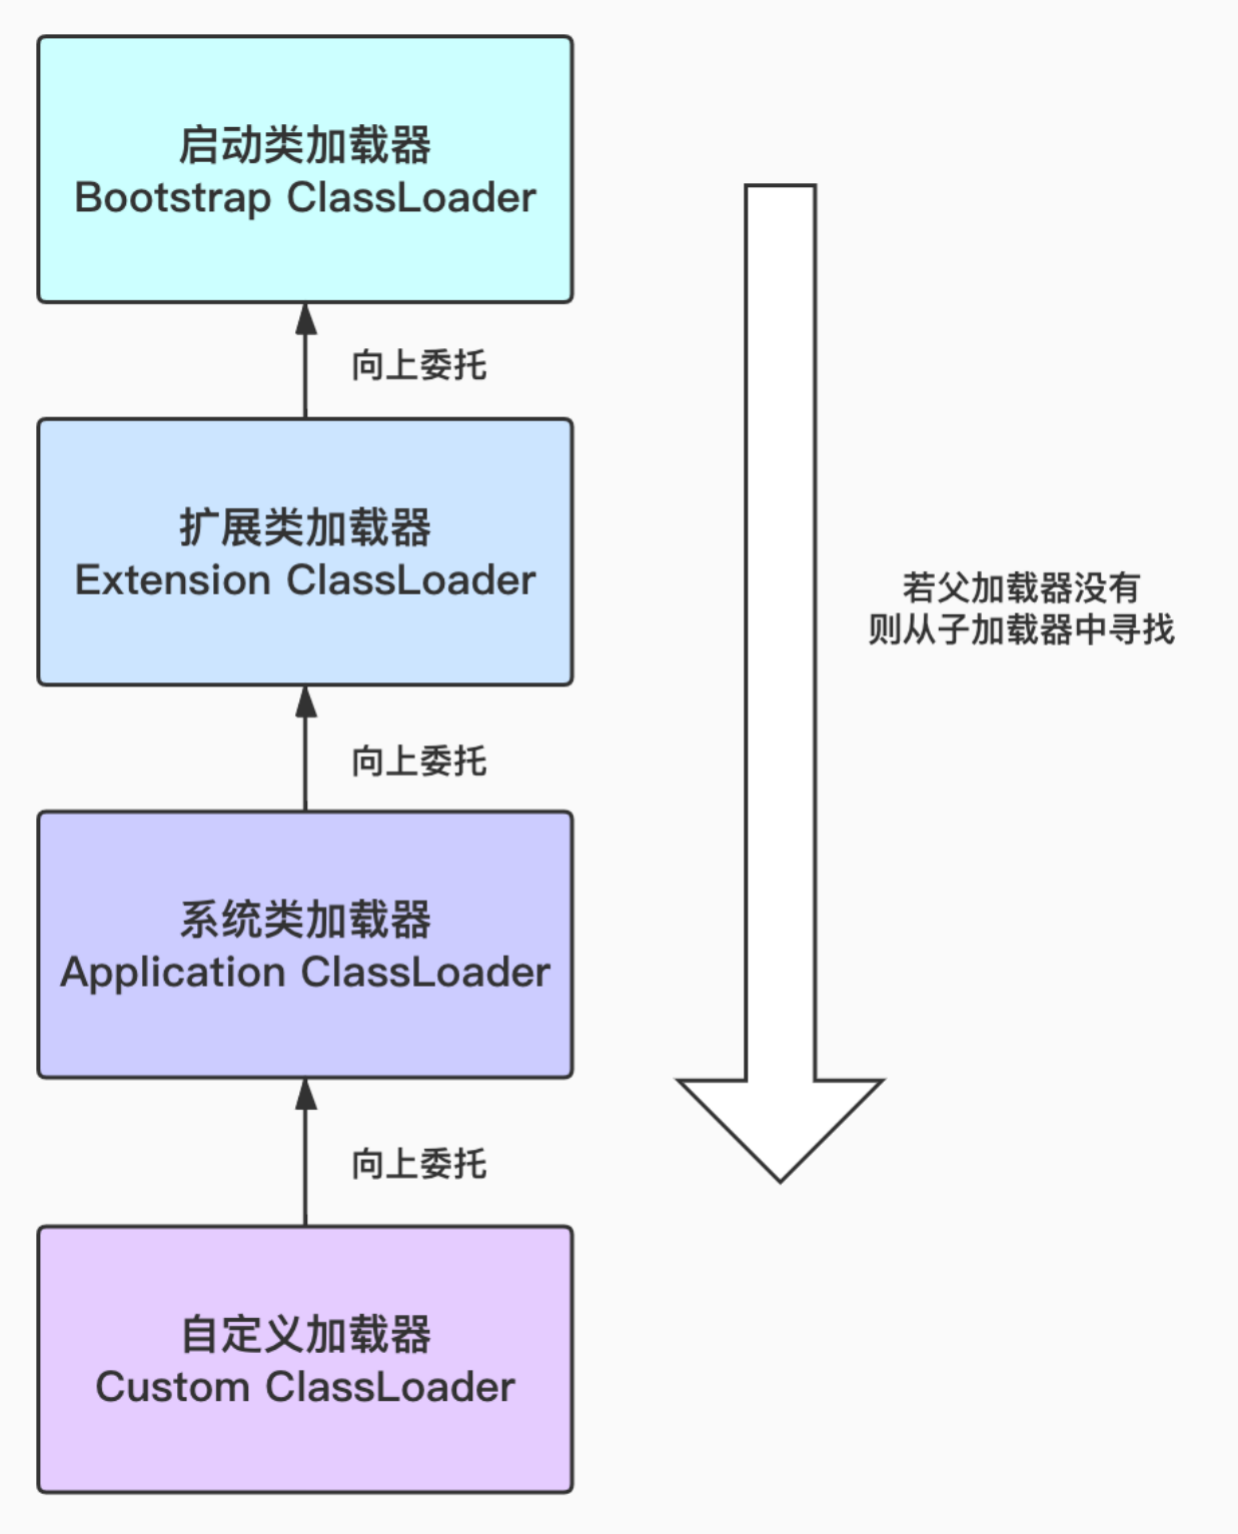 启动类加载器
Bootstrap ClassLoader
向上委托
扩展类加载器
Extension ClassLoader
若父加载器没有
则从子加载器中寻找
向上委托
系统类加载器
Application ClassLoader
向上委托
自定义加载器
Custom ClassLoader